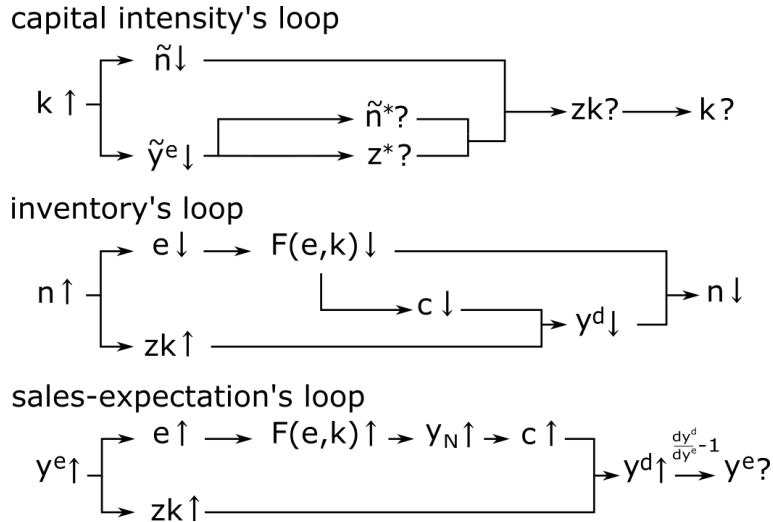 capital intensity's loop
ñ↓
k ↑ ñ*? zk? k?
ỹᵉ↓ z*?
inventory's loop
e↓ F(e,k)↓
n↑ c↓ n↓
zk↑ yᵈ↓
sales-expectation's loop
e↑ F(e,k)↑ y_N↑ c↑
yᵉ↑ yᵈ↑ dyᵈ/dyᵉ -1 yᵉ?
zk↑